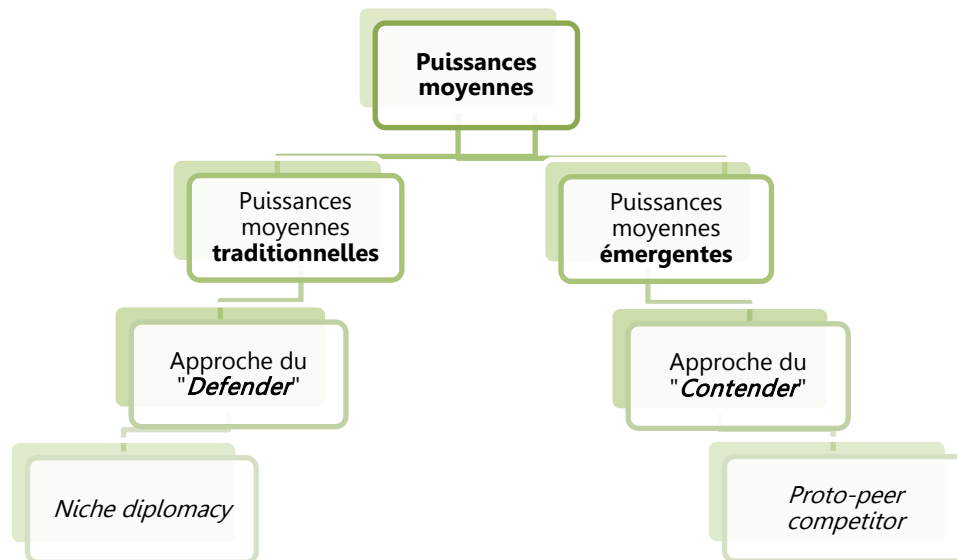 Puissances
moyennes
Puissances
moyennes
traditionnelles
Puissances
moyennes
émergentes
Approche du
"Defender"
Approche du
"Contender"
Niche diplomacy
Proto-peer
competitor